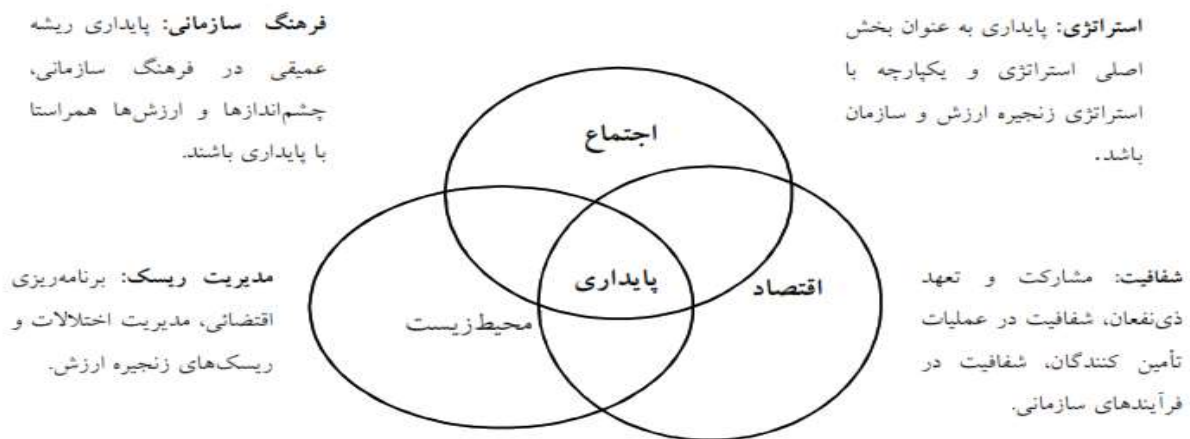 استراتژی: پایداری به عنوان بخش
اصلی استراتژی و یکپارچه با
استراتژی زنجیره ارزش و سازمان
باشد.
فرهنگ سازمانی: پایداری ریشه
عمیقی در فرهنگ سازمانی،
چشم‌اندازها و ارزش‌ها همراستا
با پایداری باشند.
اجتماع
پایداری
اقتصاد
محیط‌زیست
شفافیت: مشارکت و تعهد
ذی‌نفعان، شفافیت در عملیات
تأمین کنندگان، شفافیت در
فرآیندهای سازمانی.
مدیریت ریسک: برنامه‌ریزی
اقتضائی، مدیریت اختلالات و
ریسک‌های زنجیره ارزش.